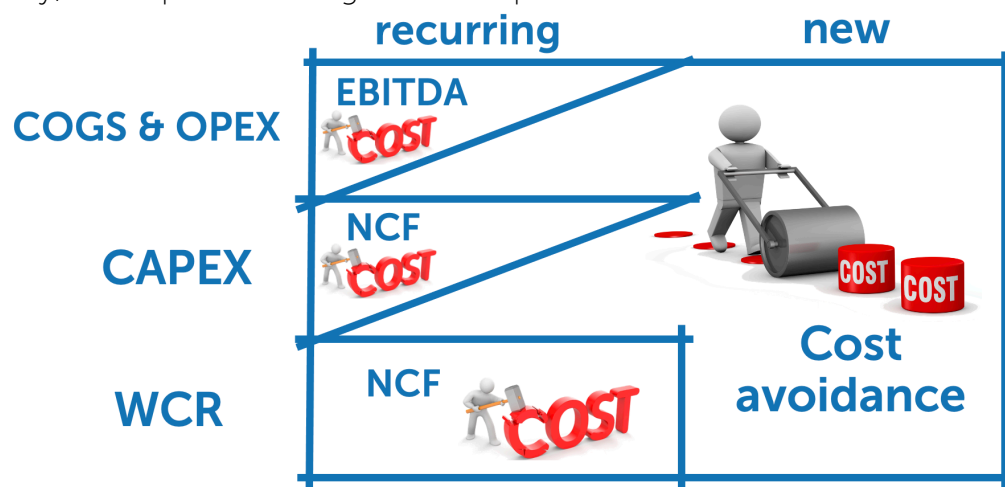 recurring
new
EBITDA
COGS & OPEX
COST
NCF
CAPEX
COST
COST
COST
Cost
avoidance
NCF
WCR
COST